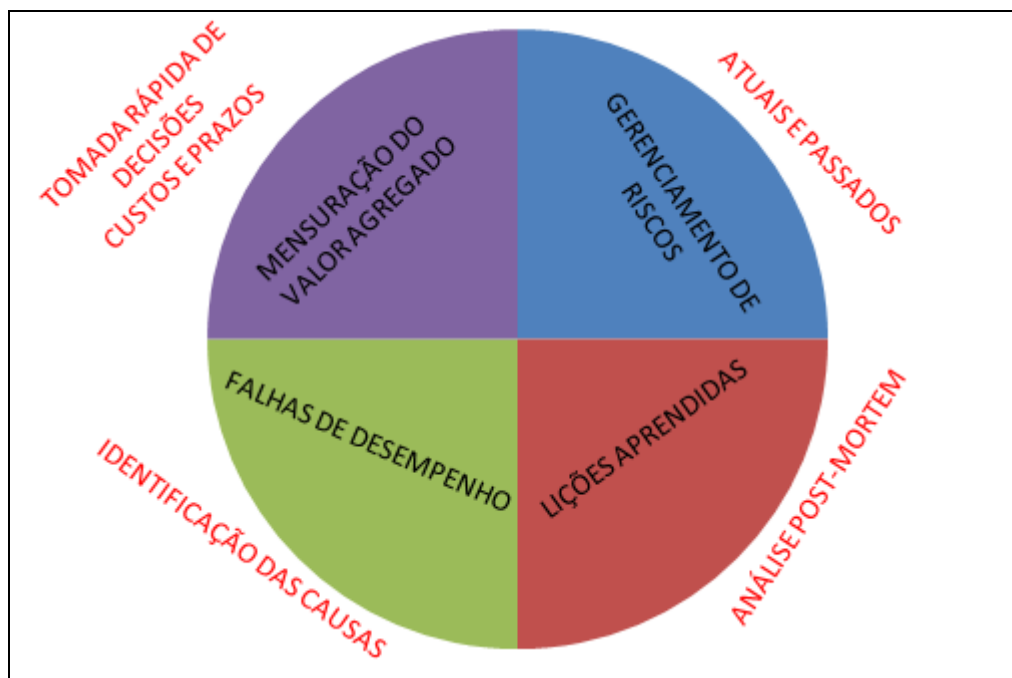 TOMADA RÁPIDA DE
DECISÕES
CUSTOS E PRAZOS
MENSURAÇÃO DO
VALOR AGREGADO
GERENCIAMENTO DE
RISCOS
ATUAIS E PASSADOS
FALHAS DE DESEMPENHO
IDENTIFICAÇÃO DAS CAUSAS
LIÇÕES APRENDIDAS
ANÁLISE POST-MORTEM